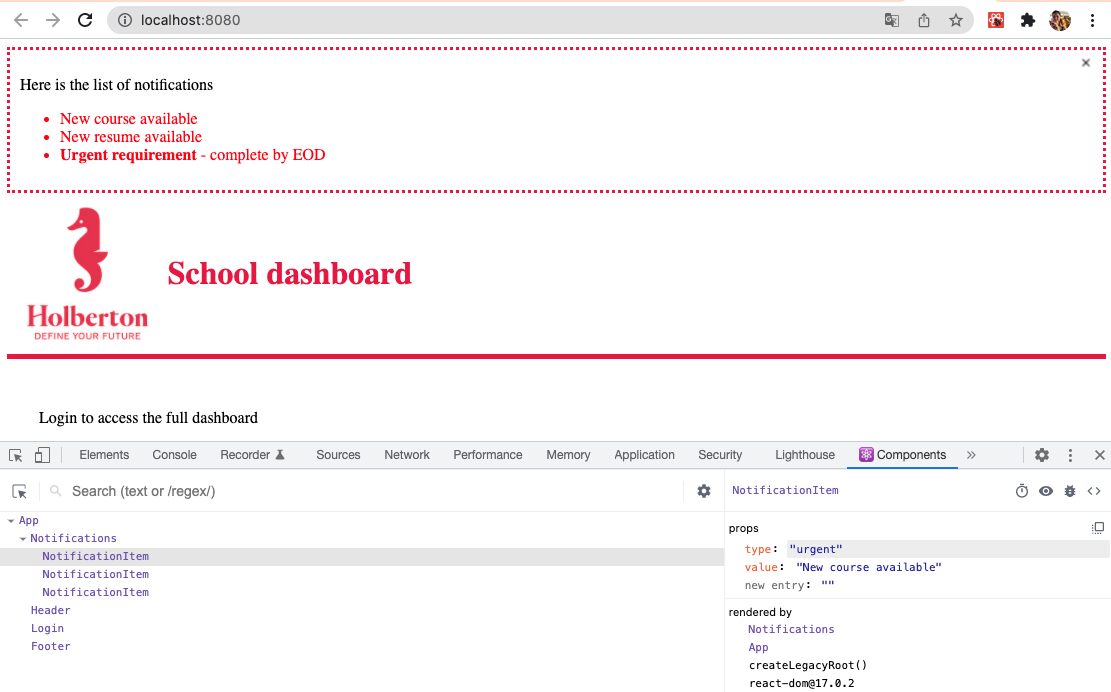 localhost:8080
Here is the list of notifications
• New course available
• New resume available
• Urgent requirement - complete by EOD
School dashboard
Holberton
DEFINE YOUR FUTURE
Login to access the full dashboard
Elements Console Recorder Sources Network Performance Memory Application Security Lighthouse Components »
Search (text or /regex/)
NotificationItem
App
Notifications
NotificationItem
NotificationItem
NotificationItem
Header
Login
Footer
props
type: "urgent"
value: "New course available"
new entry: ""
rendered by
Notifications
App
createLegacyRoot()
react-dom@17.0.2